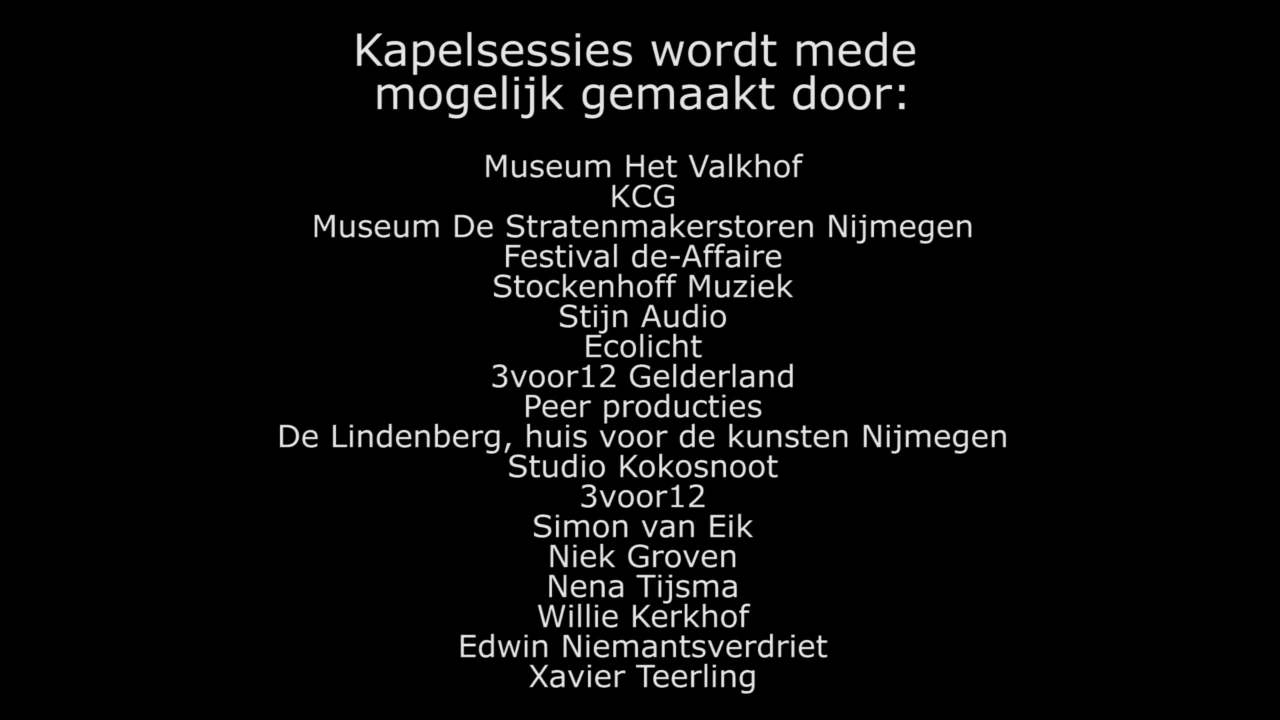 Kapelsessies wordt mede
mogelijk gemaakt door:
Museum Het Valkhof
KCG
Museum De Stratenmakerstoren Nijmegen
Festival de-Affaire
Stockenhoff Muziek
Stijn Audio
Ecolicht
3voor12 Gelderland
Peer producties
De Lindenberg, huis voor de kunsten Nijmegen
Studio Kokosnoot
3voor12
Simon van Eik
Niek Groven
Nena Tijsma
Willie Kerkhof
Edwin Niemantsverdriet
Xavier Teerling